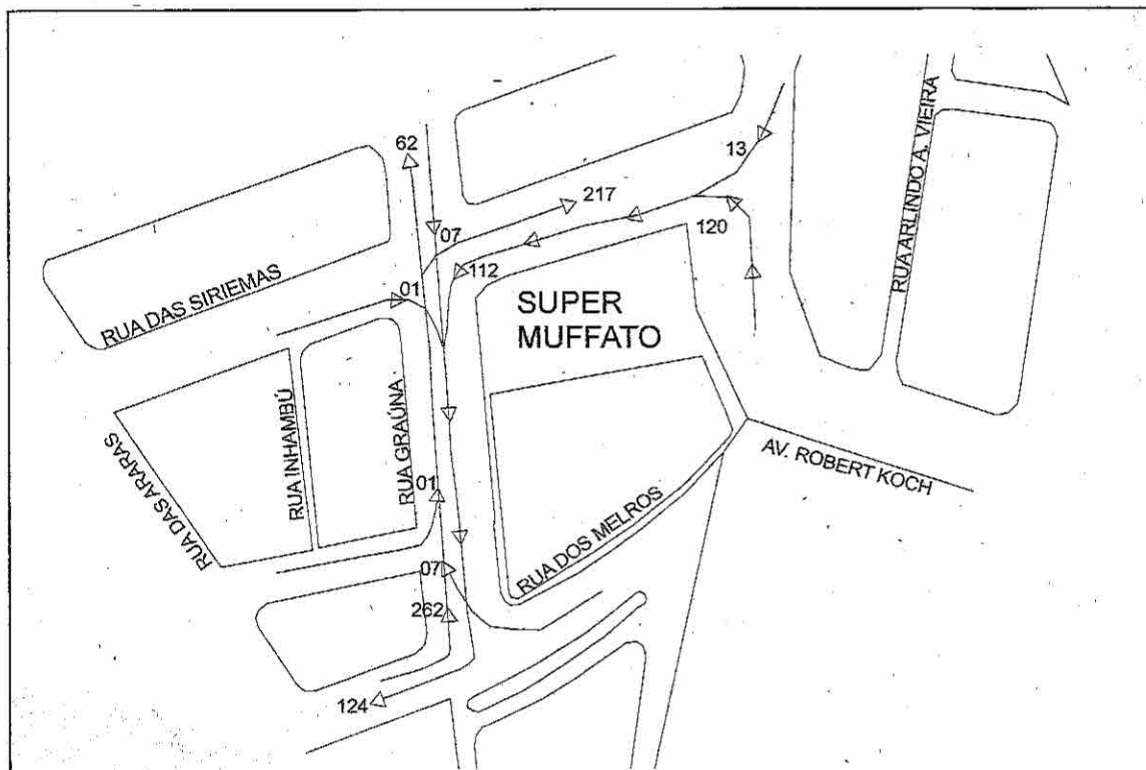 62
13
217
07
120
112
01
RUA DAS SIRIEMAS
SUPER
MUFFATO
RUA ARLINDO A. VIEIRA
RUA INHAMBÚ
RUA GRAÚNA
RUA DAS ARARAS
01
AV. ROBERT KOCH
RUA DOS MELROS
07
262
124